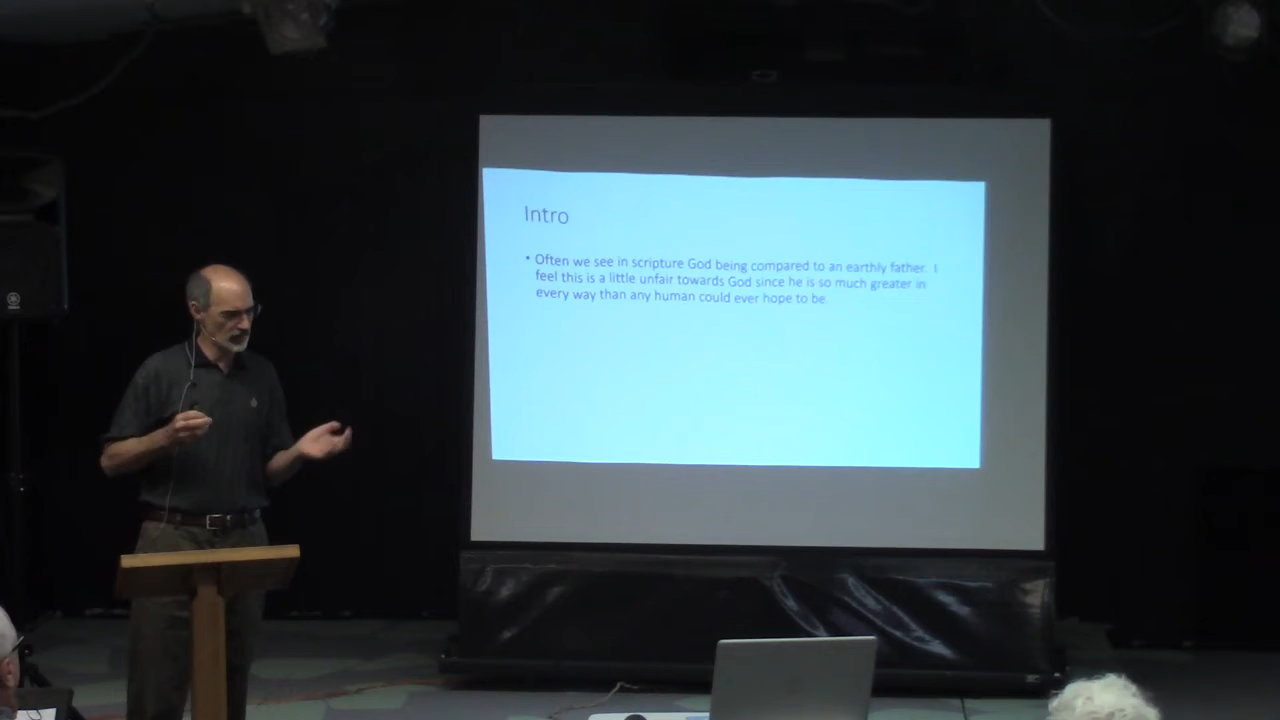 Intro
• Often we see in scripture God being compared to an earthly father. I
feel this is a little unfair towards God since he is so much greater in
every way than any human could ever hope to be.